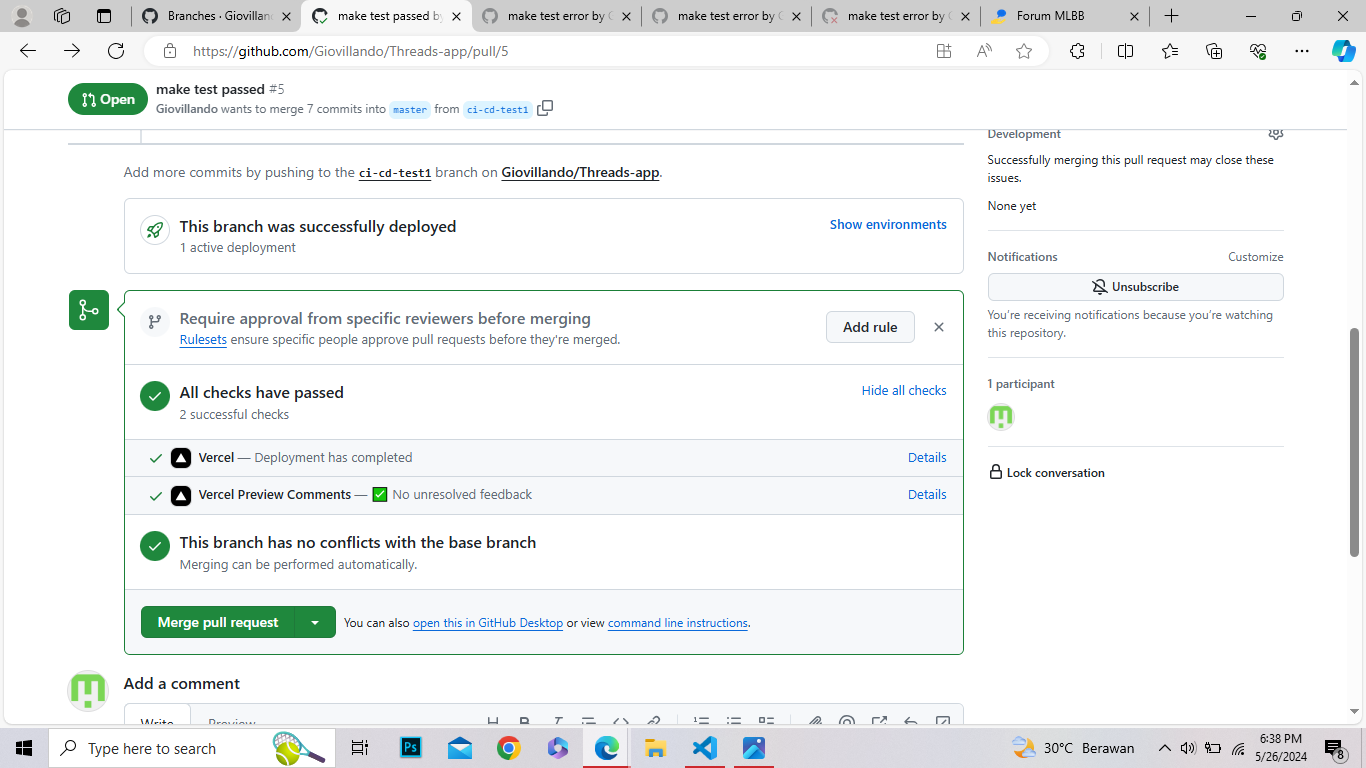 Branches · Giovilland
make test passed by
make test error by G
make test error by G
make test error by G
Forum MLBB
https://github.com/Giovillando/Threads-app/pull/5
Open
make test passed #5
Giovillando wants to merge 7 commits into master from ci-cd-test1
Development
Successfully merging this pull request may close these
issues.
None yet
Add more commits by pushing to the ci-cd-test1 branch on Giovillando/Threads-app.
This branch was successfully deployed
1 active deployment
Show environments
Notifications
Customize
Unsubscribe
You're receiving notifications because you're watching
this repository.
Require approval from specific reviewers before merging
Rulesets ensure specific people approve pull requests before they're merged.
Add rule
1 participant
All checks have passed
2 successful checks
Hide all checks
Vercel — Deployment has completed
Details
Vercel Preview Comments — ✅ No unresolved feedback
Details
Lock conversation
This branch has no conflicts with the base branch
Merging can be performed automatically.
Merge pull request
You can also open this in GitHub Desktop or view command line instructions.
Add a comment
Write
Preview
Type here to search
Ps
30°C Berawan
6:38 PM
5/26/2024
8